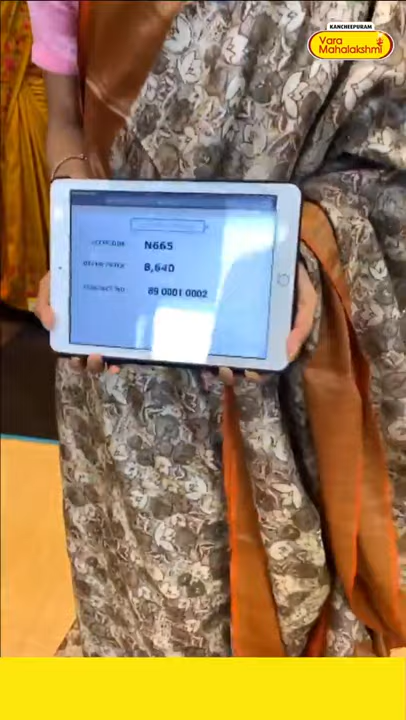 KANCHEEPURAM
Vara
Mahalakshmi
N665
8,640
89 0001 0002